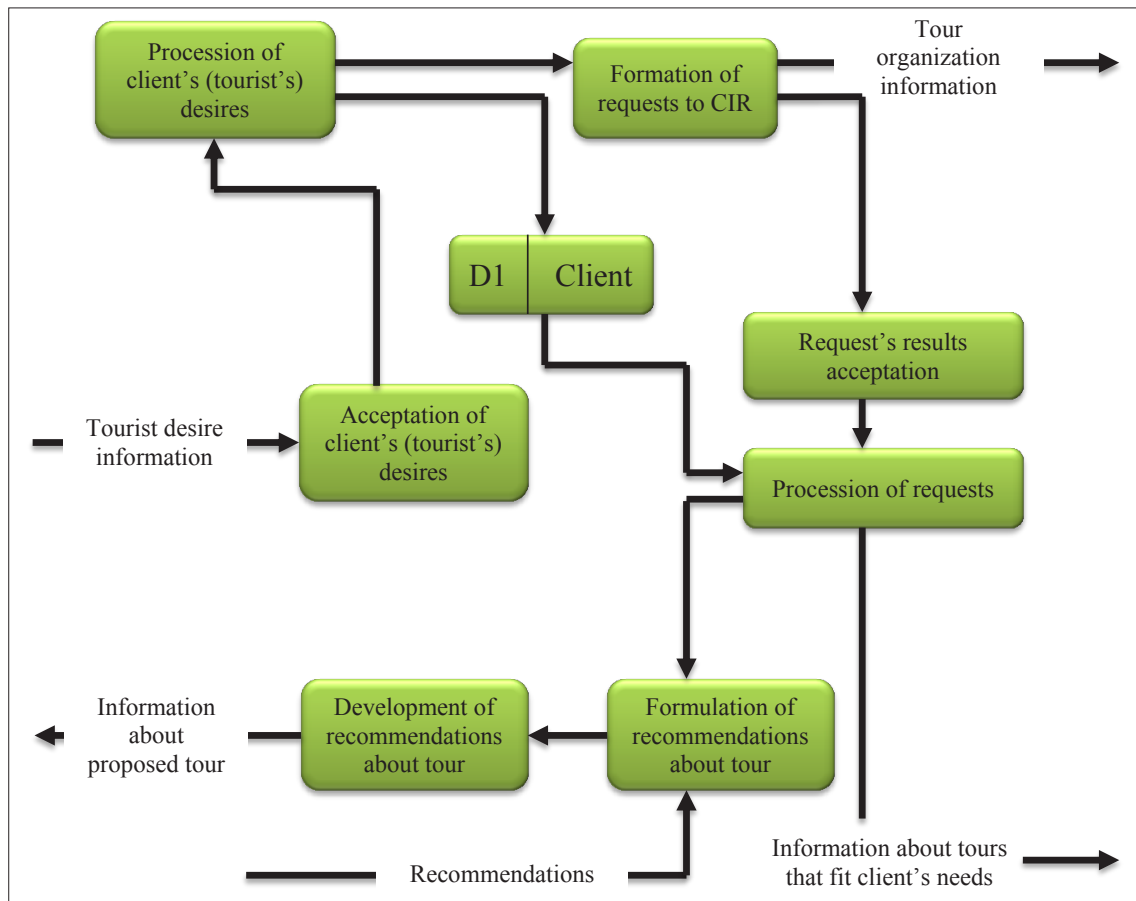 Procession of
client's (tourist's)
desires
Formation of
requests to CIR
Tour
organization
information
D1 Client
Request's results
acceptation
Tourist desire
information
Acceptation of
client's (tourist's)
desires
Procession of requests
Information
about
proposed tour
Development of
recommendations
about tour
Formulation of
recommendations
about tour
Recommendations
Information about tours
that fit client's needs